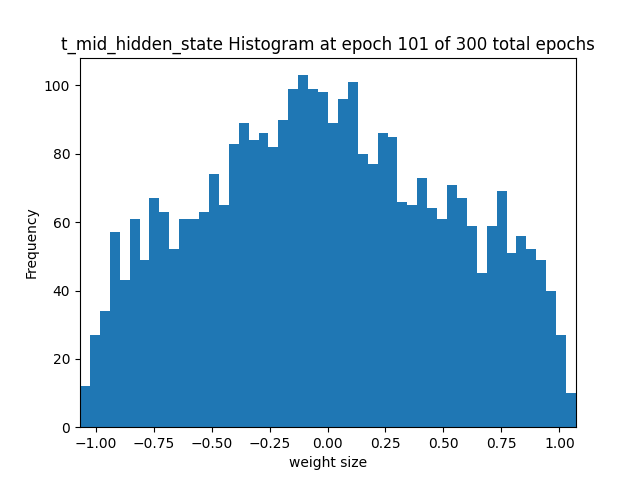 t_mid_hidden_state Histogram at epoch 101 of 300 total epochs
100
80
60
40
20
0
Frequency
−1.00 −0.75 −0.50 −0.25 0.00 0.25 0.50 0.75 1.00
weight size